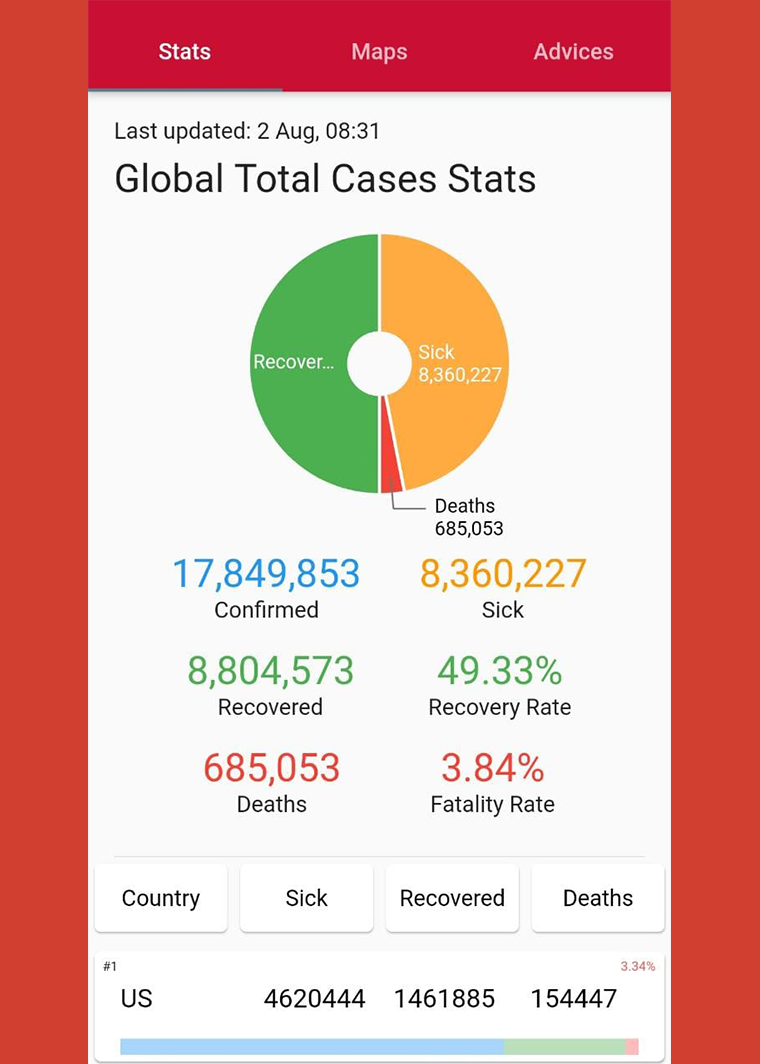 Stats Maps Advices
Last updated: 2 Aug, 08:31
Global Total Cases Stats
Recover...
Sick
8,360,227
Deaths
685,053
17,849,853 8,360,227
Confirmed Sick
8,804,573 49.33%
Recovered Recovery Rate
685,053 3.84%
Deaths Fatality Rate
Country Sick Recovered Deaths
#1 3.34%
US 4620444 1461885 154447